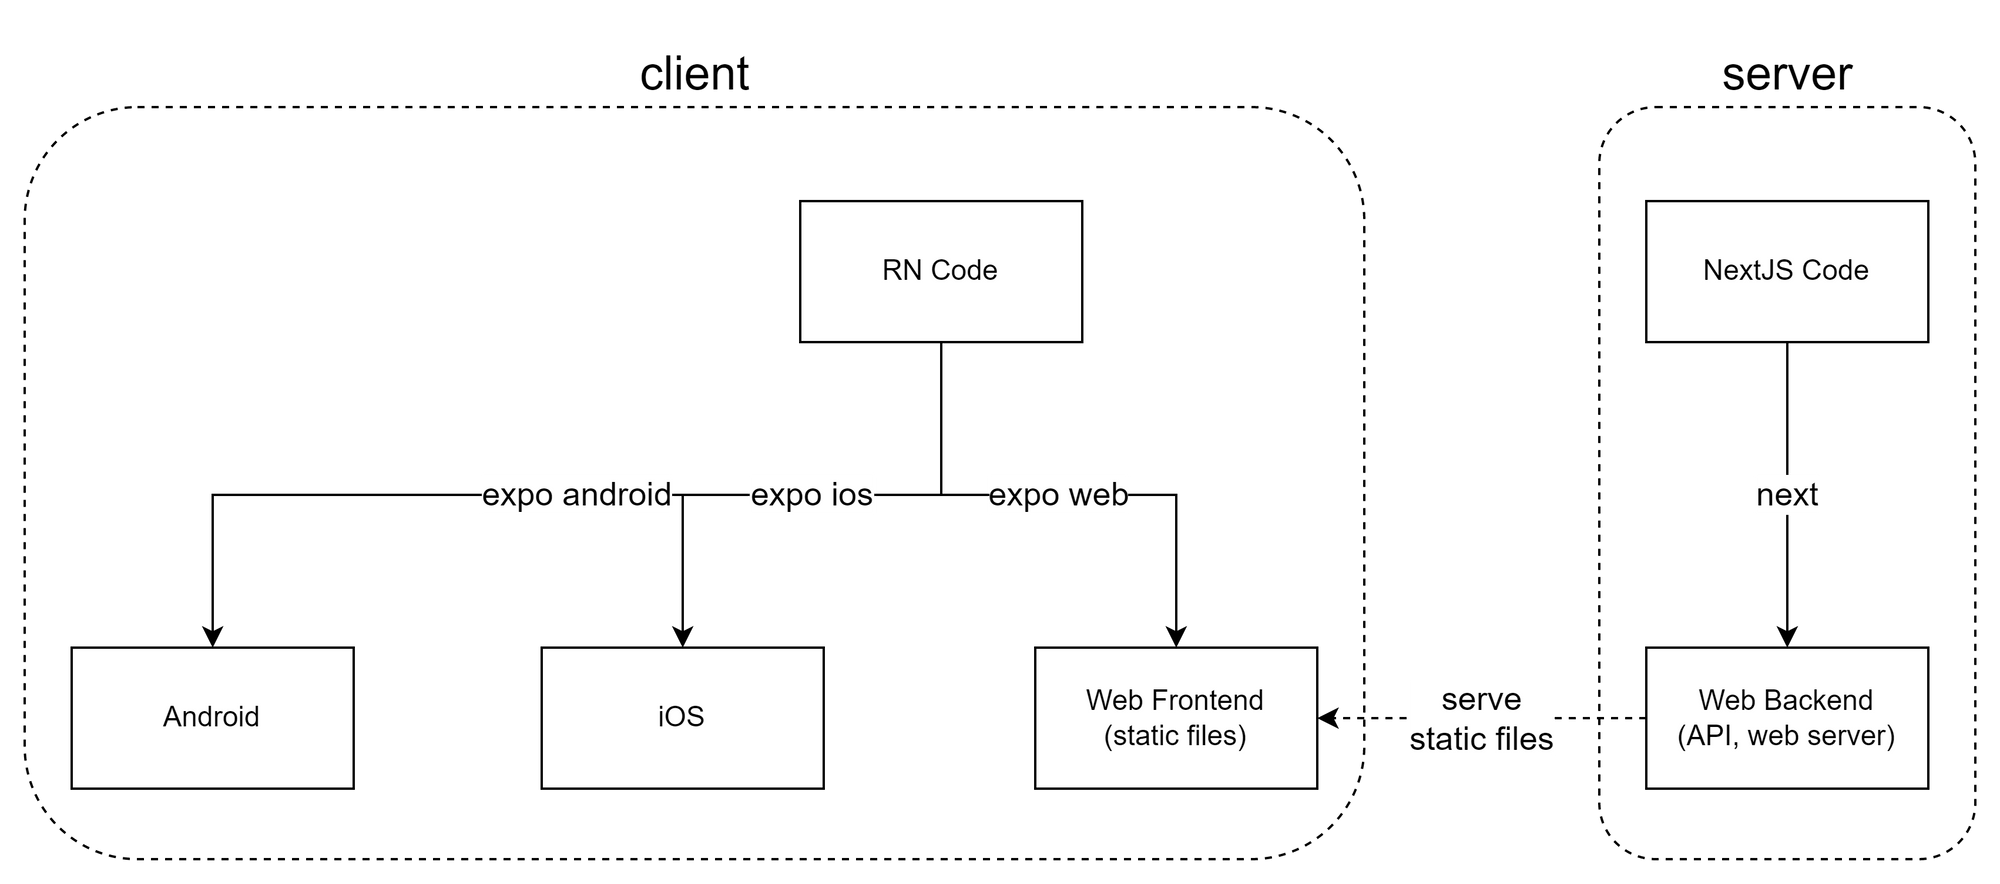 client
server
RN Code
NextJS Code
expo android
expo ios
expo web
next
Android
iOS
Web Frontend
(static files)
serve
static files
Web Backend
(API, web server)